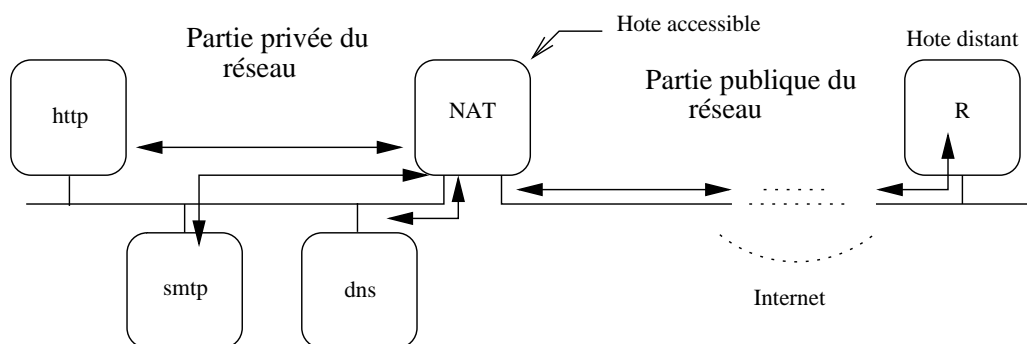 Partie privée du
réseau
Hote accessible
Hote distant
Partie publique du
réseau
http
NAT
R
smtp
dns
Internet